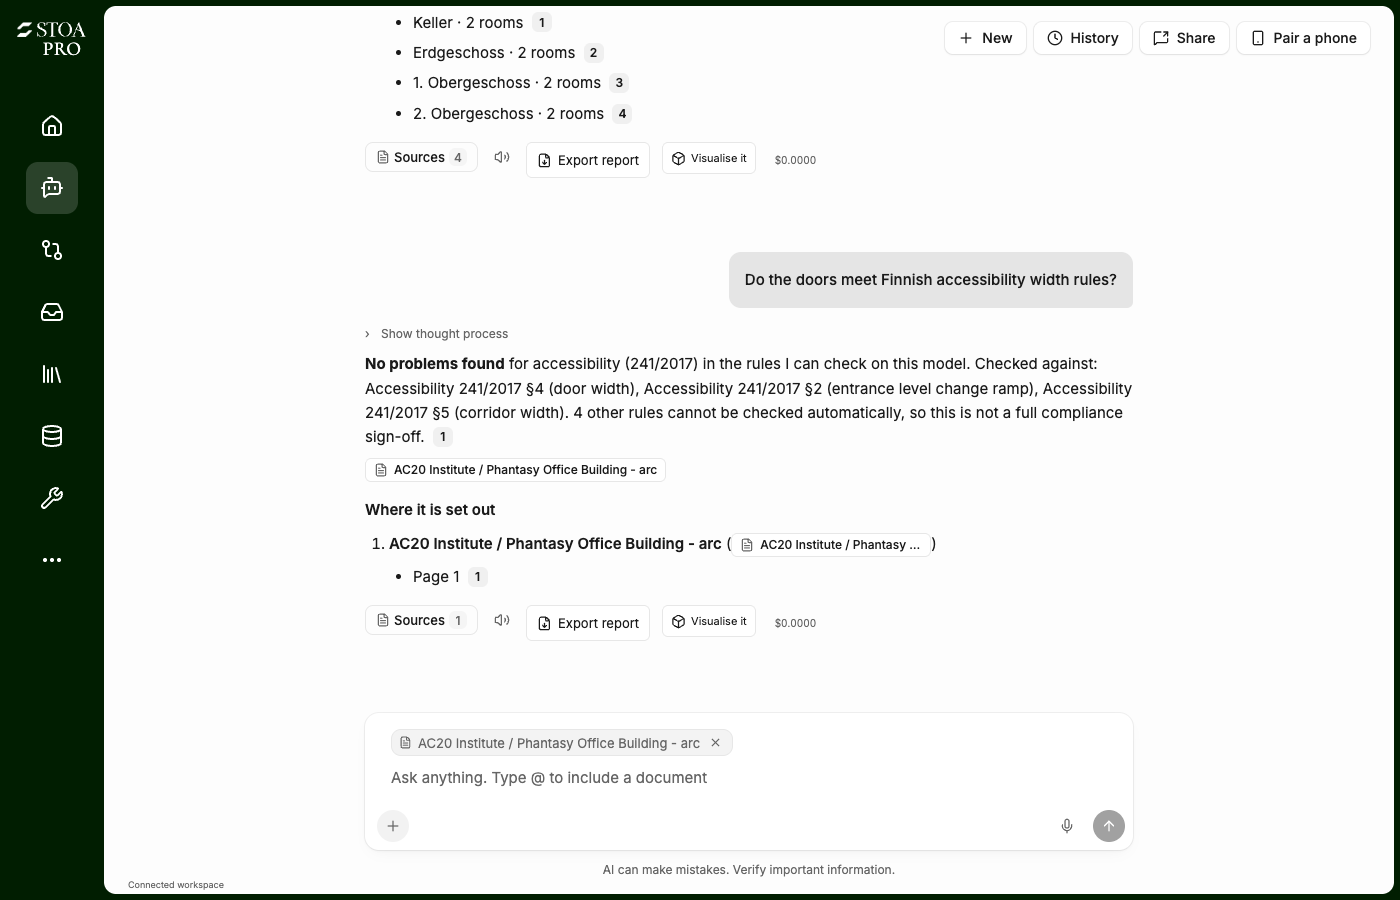 STOA
PRO
Keller · 2 rooms 1
Erdgeschoss · 2 rooms 2
1. Obergeschoss · 2 rooms 3
2. Obergeschoss · 2 rooms 4
New
History
Share
Pair a phone
Sources 4
Export report
Visualise it
$0.0000
Do the doors meet Finnish accessibility width rules?
Show thought process
No problems found for accessibility (241/2017) in the rules I can check on this model. Checked against:
Accessibility 241/2017 §4 (door width), Accessibility 241/2017 §2 (entrance level change ramp), Accessibility
241/2017 §5 (corridor width). 4 other rules cannot be checked automatically, so this is not a full compliance
sign-off. 1
AC20 Institute / Phantasy Office Building - arc
Where it is set out
1. AC20 Institute / Phantasy Office Building - arc (AC20 Institute / Phantasy ...)
Page 1 1
Sources 1
Export report
Visualise it
$0.0000
AC20 Institute / Phantasy Office Building - arc
Ask anything. Type @ to include a document
AI can make mistakes. Verify important information.
Connected workspace